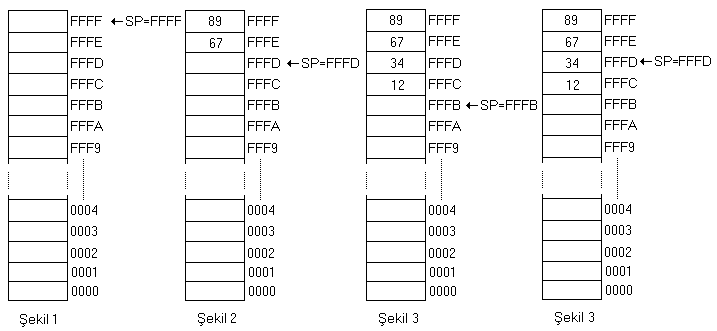 FFFF ←SP=FFFF 89 FFFF 89 FFFF 89 FFFF
FFFE 67 FFFE 67 FFFE 67 FFFE
FFFD FFFD ←SP=FFFD 34 FFFD 34 FFFD ←SP=FFFD
FFFC FFFC 12 FFFC 12 FFFC
FFFB FFFB FFFB ←SP=FFFB FFFB
FFFA FFFA FFFA FFFA
FFF9 FFF9 FFF9 FFF9
0004 0004 0004 0004
0003 0003 0003 0003
0002 0002 0002 0002
0001 0001 0001 0001
0000 0000 0000 0000
Şekil 1 Şekil 2 Şekil 3 Şekil 3